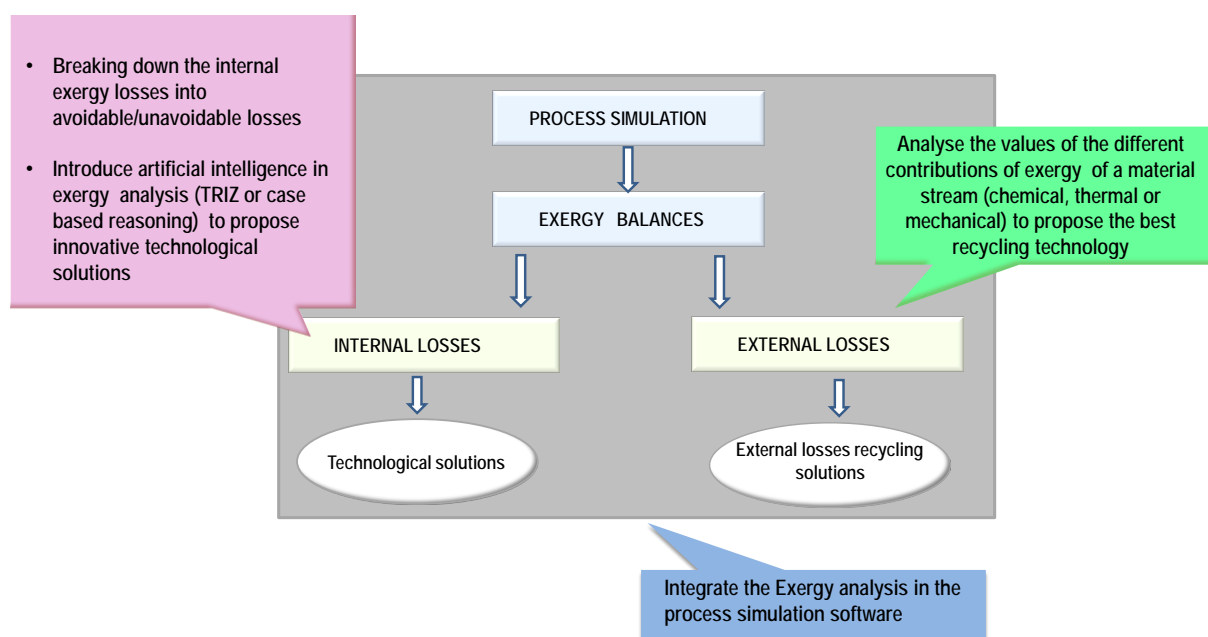 • Breaking down the internal
exergy losses into
avoidable/unavoidable losses
• Introduce artificial intelligence in
exergy analysis (TRIZ or case
based reasoning) to propose
innovative technological
solutions
PROCESS SIMULATION
Analyse the values of the different
contributions of exergy of a material
stream (chemical, thermal or
mechanical) to propose the best
recycling technology
EXERGY BALANCES
INTERNAL LOSSES
EXTERNAL LOSSES
Technological solutions
External losses recycling
solutions
Integrate the Exergy analysis in the
process simulation software